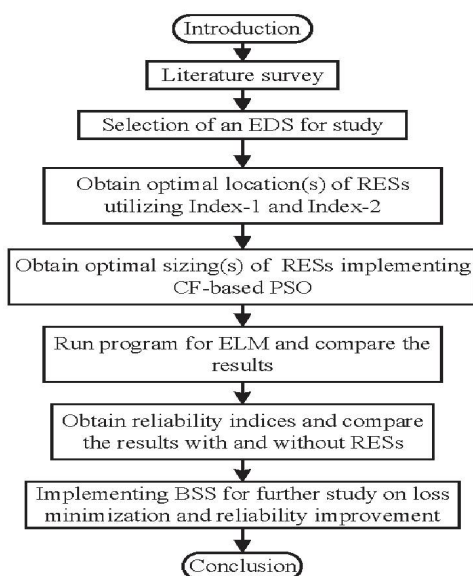 Introduction
Literature survey
Selection of an EDS for study
Obtain optimal location(s) of RESs
utilizing Index-1 and Index-2
Obtain optimal sizing(s) of RESs implementing
CF-based PSO
Run program for ELM and compare the
results
Obtain reliability indices and compare
the results with and without RESs
Implementing BSS for further study on loss
minimization and reliability improvement
Conclusion